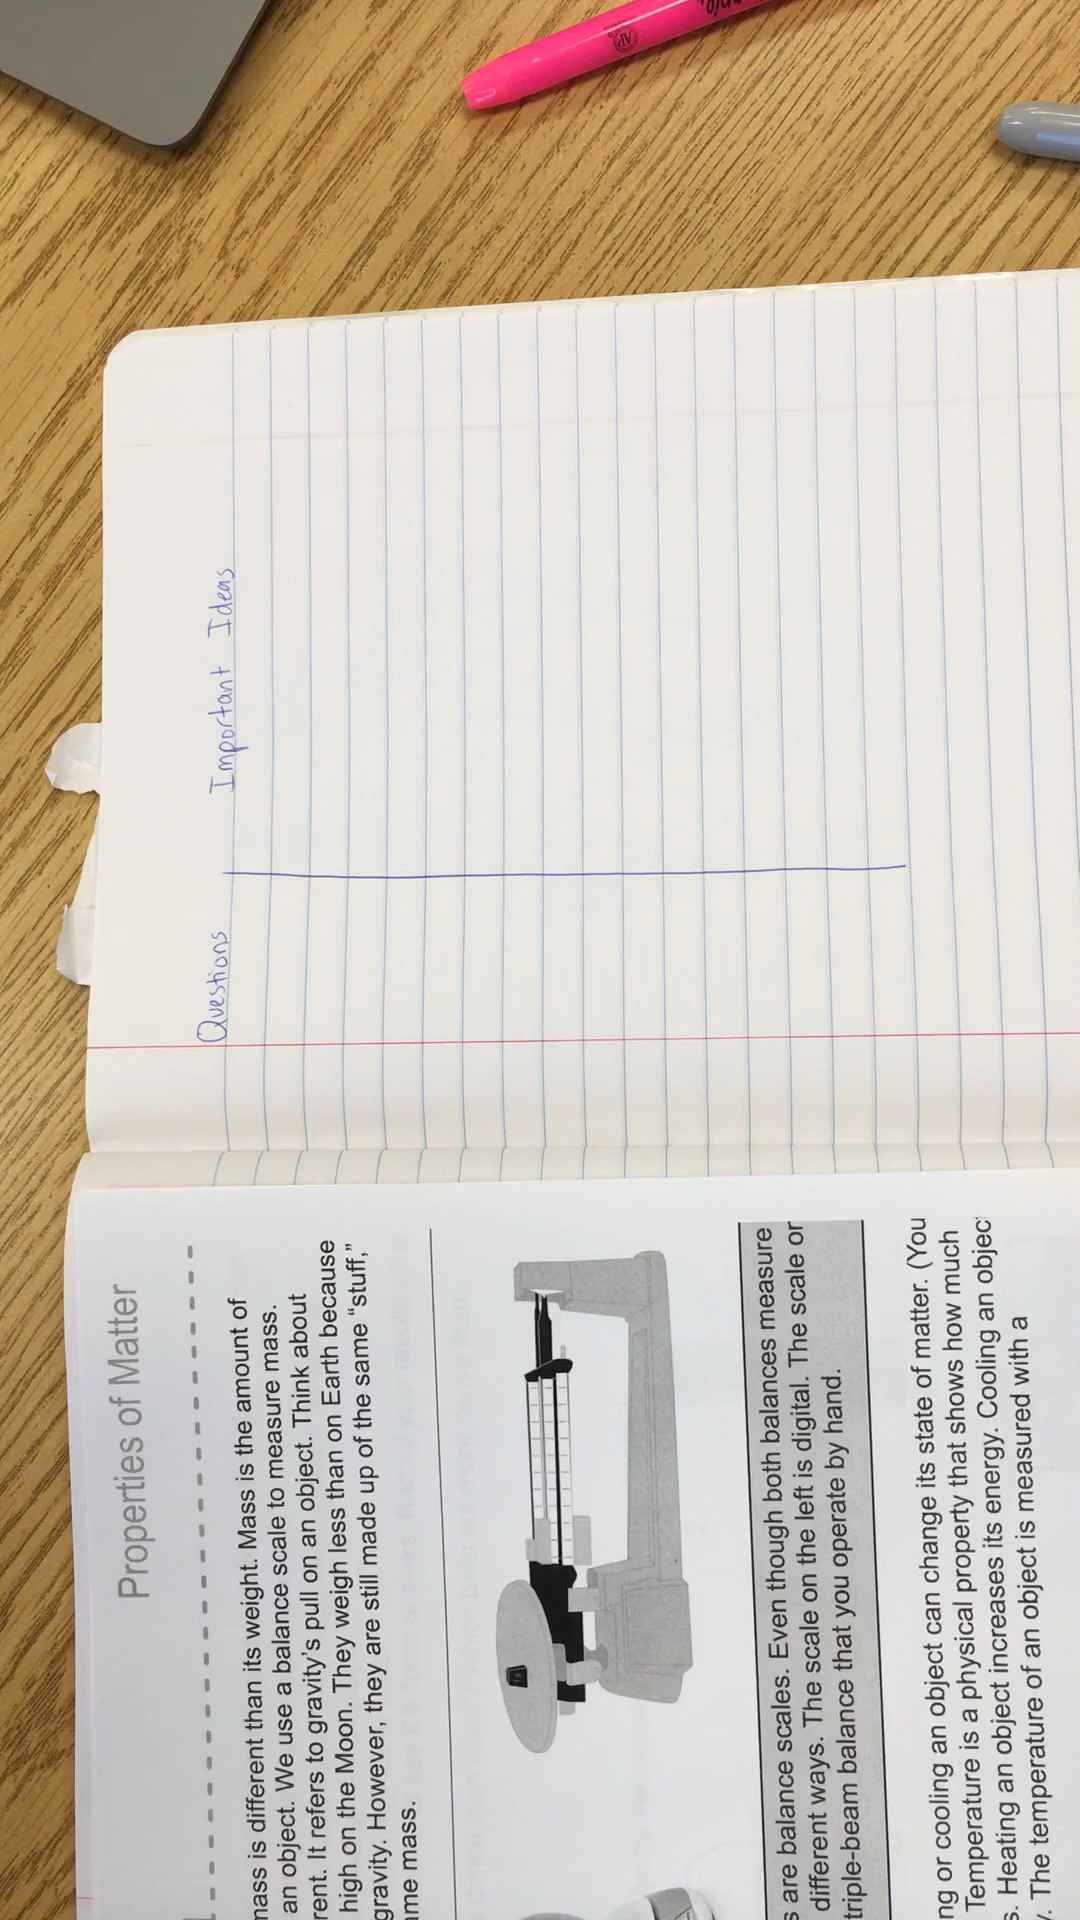 Properties of Matter
mass is different than its weight. Mass is the amount of
an object. We use a balance scale to measure mass.
It refers to gravity's pull on an object. Think about
high on the Moon. They weigh less than on Earth because
gravity. However, they are still made up of the same “stuff,”
mass.
are balance scales. Even though both balances measure
different ways. The scale on the left is digital. The scale or
triple-beam balance that you operate by hand.
or cooling an object can change its state of matter. (You
Temperature is a physical property that shows how much
Heating an object increases its energy. Cooling an objec
The temperature of an object is measured with a
Questions Important Ideas
AP